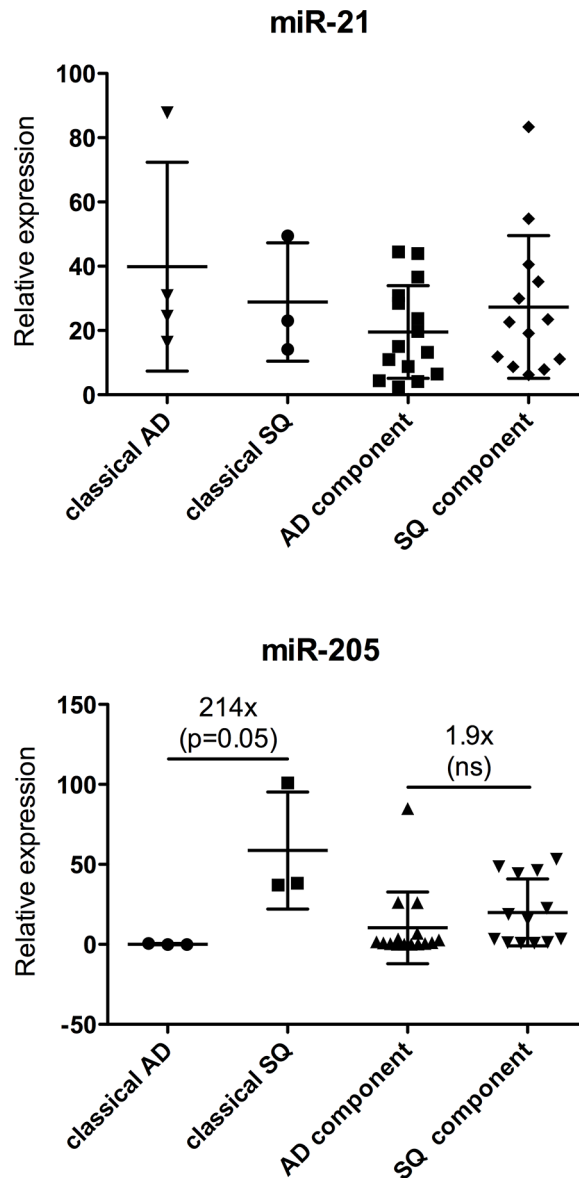 miR-21
Relative expression
100
80
60
40
20
0
classical AD
classical SQ
AD component
SQ component
miR-205
Relative expression
150
100
50
0
-50
214x
(p=0.05)
1.9x
(ns)
classical AD
classical SQ
AD component
SQ component